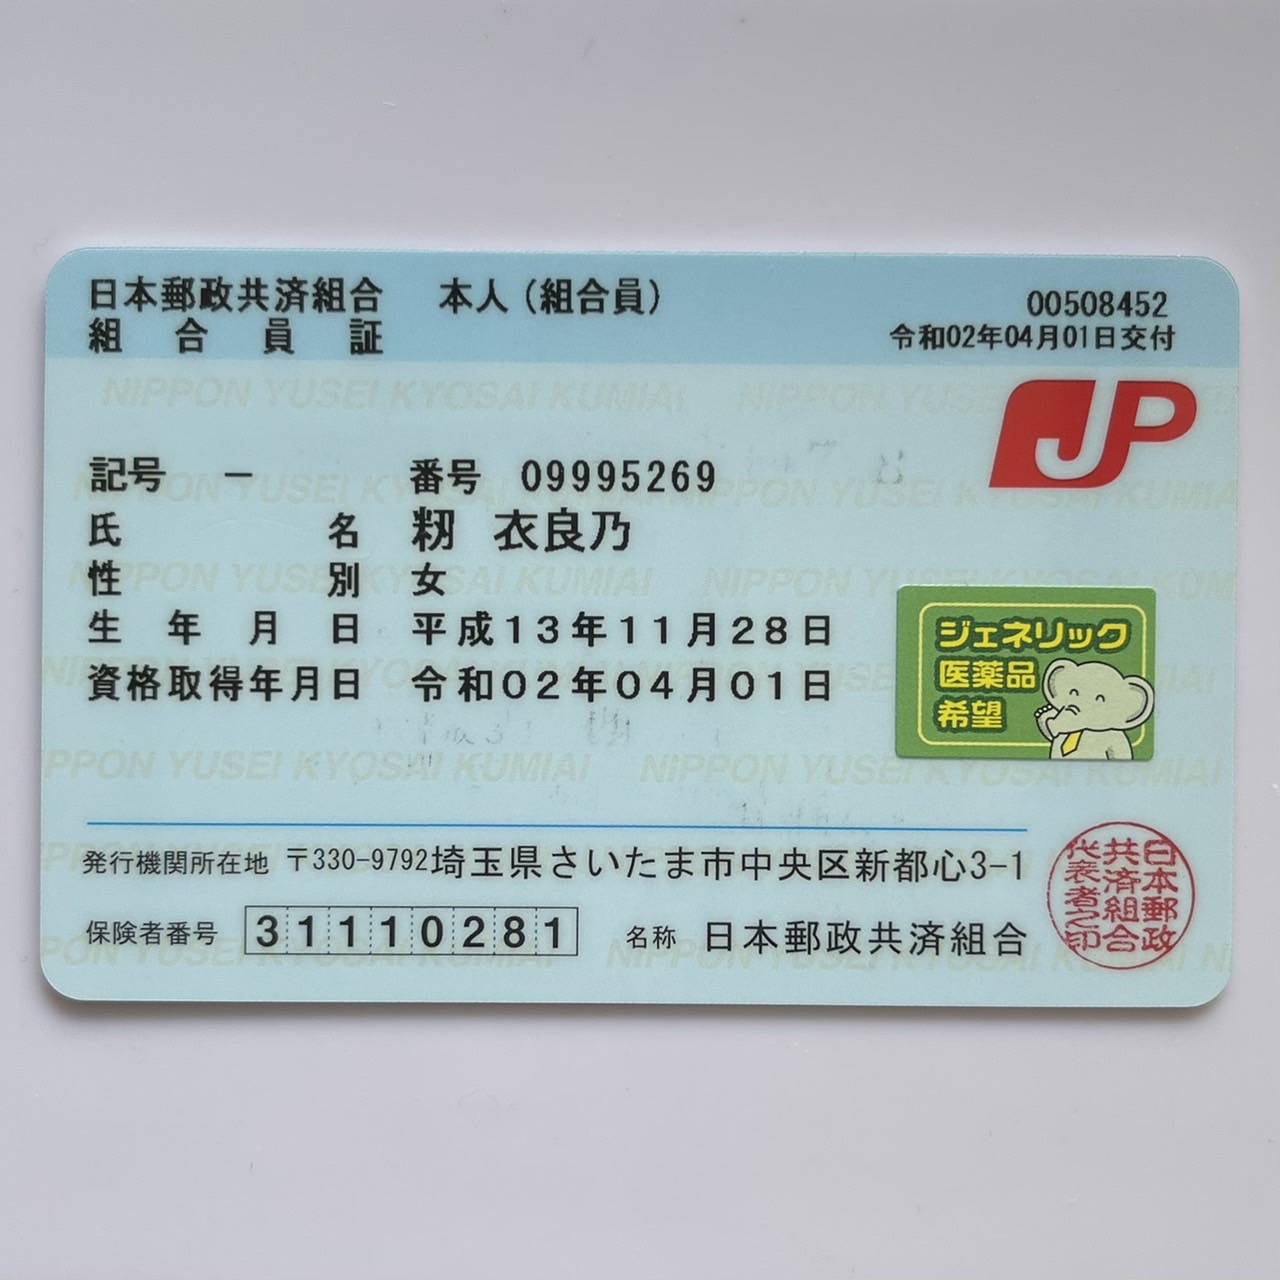 日本郵政共済組合 本人（組合員）
組合員証
00508452
令和02年04月01日交付
JP
記号 － 番号 09995269
氏名 籾 衣良乃
性別 女
生年月日 平成13年11月28日
資格取得年月日 令和02年04月01日
ジェネリック
医薬品
希望
発行機関所在地 〒330-9792埼玉県さいたま市中央区新都心3-1
保険者番号 31110281 名称 日本郵政共済組合
日本郵政
共済組合
代表者之印
NIPPON YUSEI KYOSAI KUMIAI